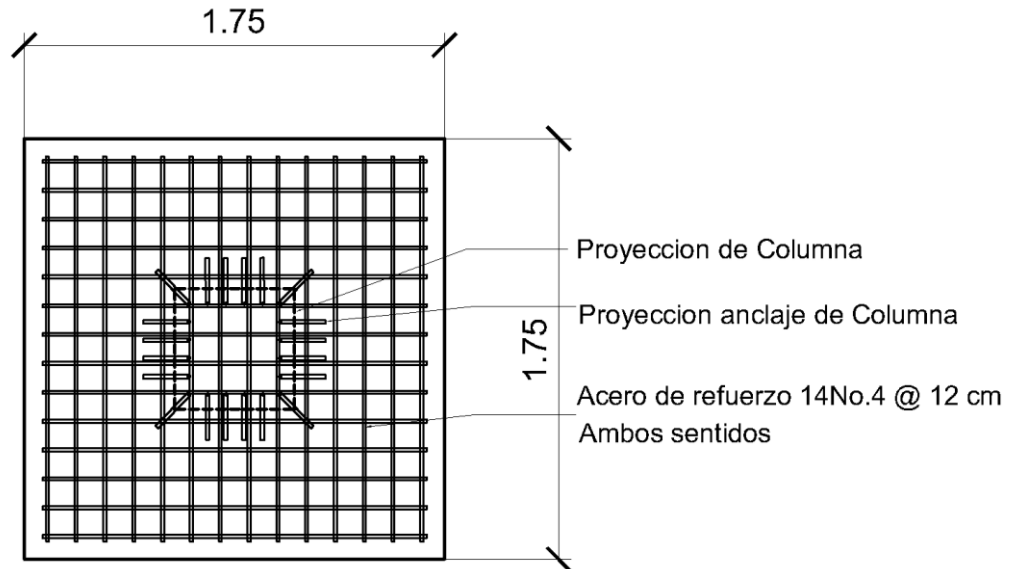 1.75
Proyeccion de Columna
Proyeccion anclaje de Columna
1.75
Acero de refuerzo 14No.4 @ 12 cm
Ambos sentidos